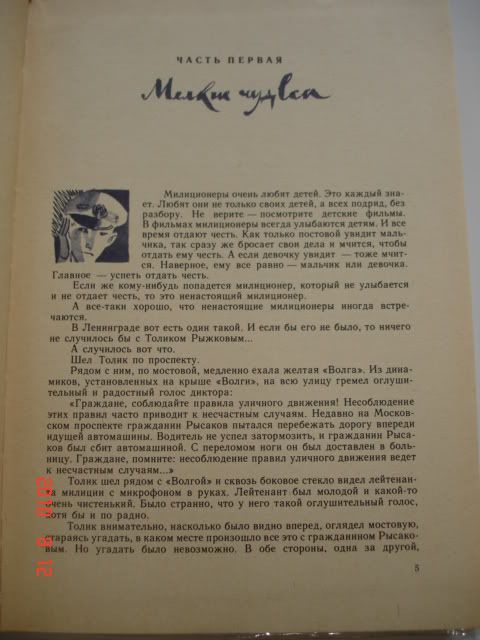 ЧАСТЬ ПЕРВАЯ
Мелкие чудеса
Милиционеры очень любят детей. Это каждый зна-
ет. Любят они не только своих детей, а всех подряд, без
разбору. Не верите — посмотрите детские фильмы.
В фильмах милиционеры всегда улыбаются детям. И все
время отдают честь. Как только постовой увидит маль-
чика, так сразу же бросает свои дела и мчится, чтобы
отдать ему честь. А если девочку увидит — тоже мчит-
ся. Наверное, ему все равно — мальчик или девочка.
Главное — успеть отдать честь.
Если же кому-нибудь попадется милиционер, который не улыбается
и не отдает честь, то это ненастоящий милиционер.
А все-таки хорошо, что ненастоящие милиционеры иногда встре-
чаются.
В Ленинграде вот есть один такой. И если бы его не было, то ничего
не случилось бы с Толиком Рыжковым...
А случилось вот что.
Шел Толик по проспекту.
Рядом с ним, по мостовой, медленно ехала желтая «Волга». Из дина-
миков, установленных на крыше «Волги», на всю улицу гремел оглуши-
тельный и радостный голос диктора:
«Граждане, соблюдайте правила уличного движения! Несоблюдение
этих правил часто приводит к несчастным случаям. Недавно на Москов-
ском проспекте гражданин Рысаков пытался перебежать дорогу впереди
идущей автомашины. Водитель не успел затормозить, и гражданин Рыса-
ков был сбит автомашиной. С переломом ноги он был доставлен в боль-
ницу. Граждане, помните: несоблюдение правил уличного движения ведет
к несчастным случаям...»
Толик шел рядом с «Волгой» и сквозь боковое стекло видел лейтенан-
та милиции с микрофоном в руках. Лейтенант был молодой и какой-то
очень чистенький. Было странно, что у него такой оглушительный голос,
хотя бы и по радио.
Толик внимательно, насколько было видно вперед, оглядел мостовую,
стараясь угадать, в каком месте произошло все это с гражданином Рысако-
вым. Но угадать было невозможно. В обе стороны, одна за другой,
5